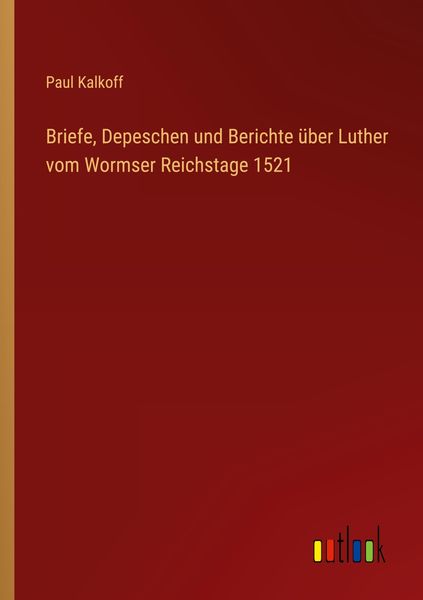 Paul Kalkoff
Briefe, Depeschen und Berichte über Luther
vom Wormser Reichstage 1521
outlook